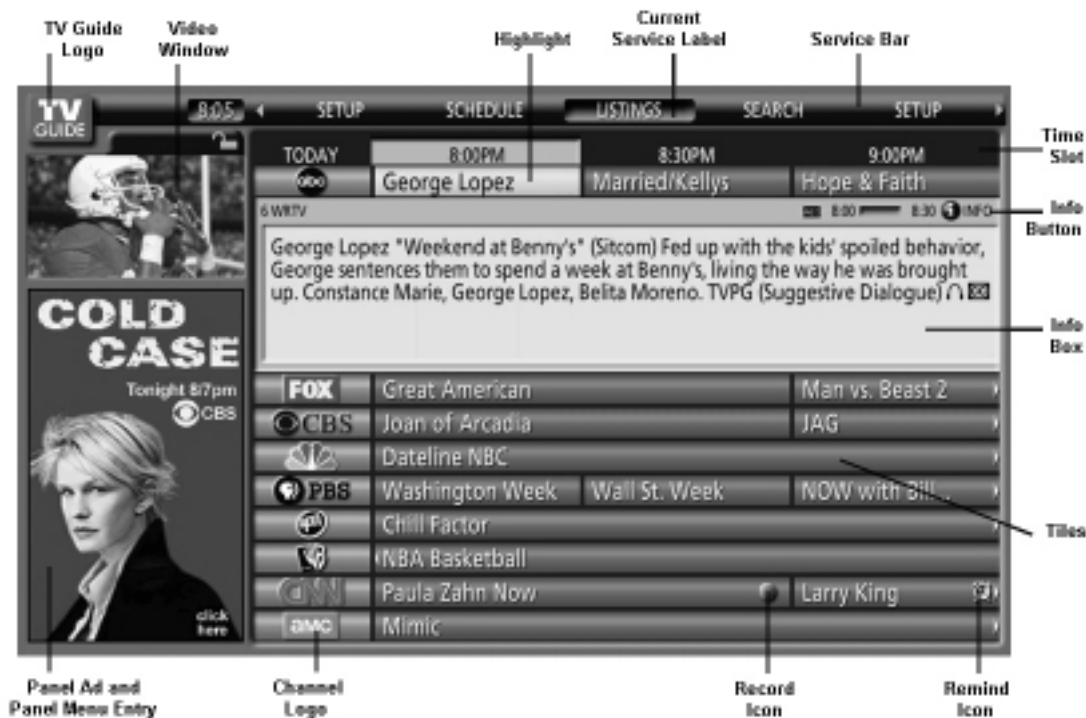 TV Guide
Logo
Video
Window
Highlight
Current
Service Label
Service Bar
TV
GUIDE
8:05
SETUP
SCHEDULE
LISTINGS
SEARCH
SETUP
Time
Slot
TODAY
8:00PM
8:30PM
9:00PM
abc
George Lopez
Married/Kellys
Hope & Faith
6 WRTV
8:00
8:30
INFO
Info
Button
George Lopez "Weekend at Benny's" (Sitcom) Fed up with the kids' spoiled behavior,
George sentences them to spend a week at Benny's, living the way he was brought
up. Constance Marie, George Lopez, Belita Moreno. TVPG (Suggestive Dialogue)
Info
Box
COLD
CASE
Tonight 8/7pm
CBS
click
here
FOX
Great American
Man vs. Beast 2
CBS
Joan of Arcadia
JAG
Dateline NBC
PBS
Washington Week
Wall St. Week
NOW with Bill...
Chill Factor
Tiles
NBA Basketball
CNN
Paula Zahn Now
Larry King
amc
Mimic
Panel Ad and
Panel Menu Entry
Channel
Logo
Record
Icon
Remind
Icon